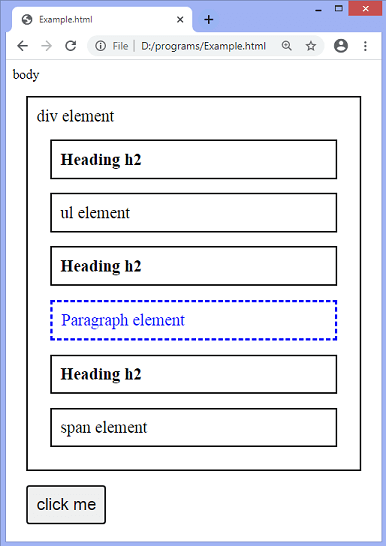 Example.html
File | D:/programs/Example.html
body
div element
Heading h2
ul element
Heading h2
Paragraph element
Heading h2
span element
click me